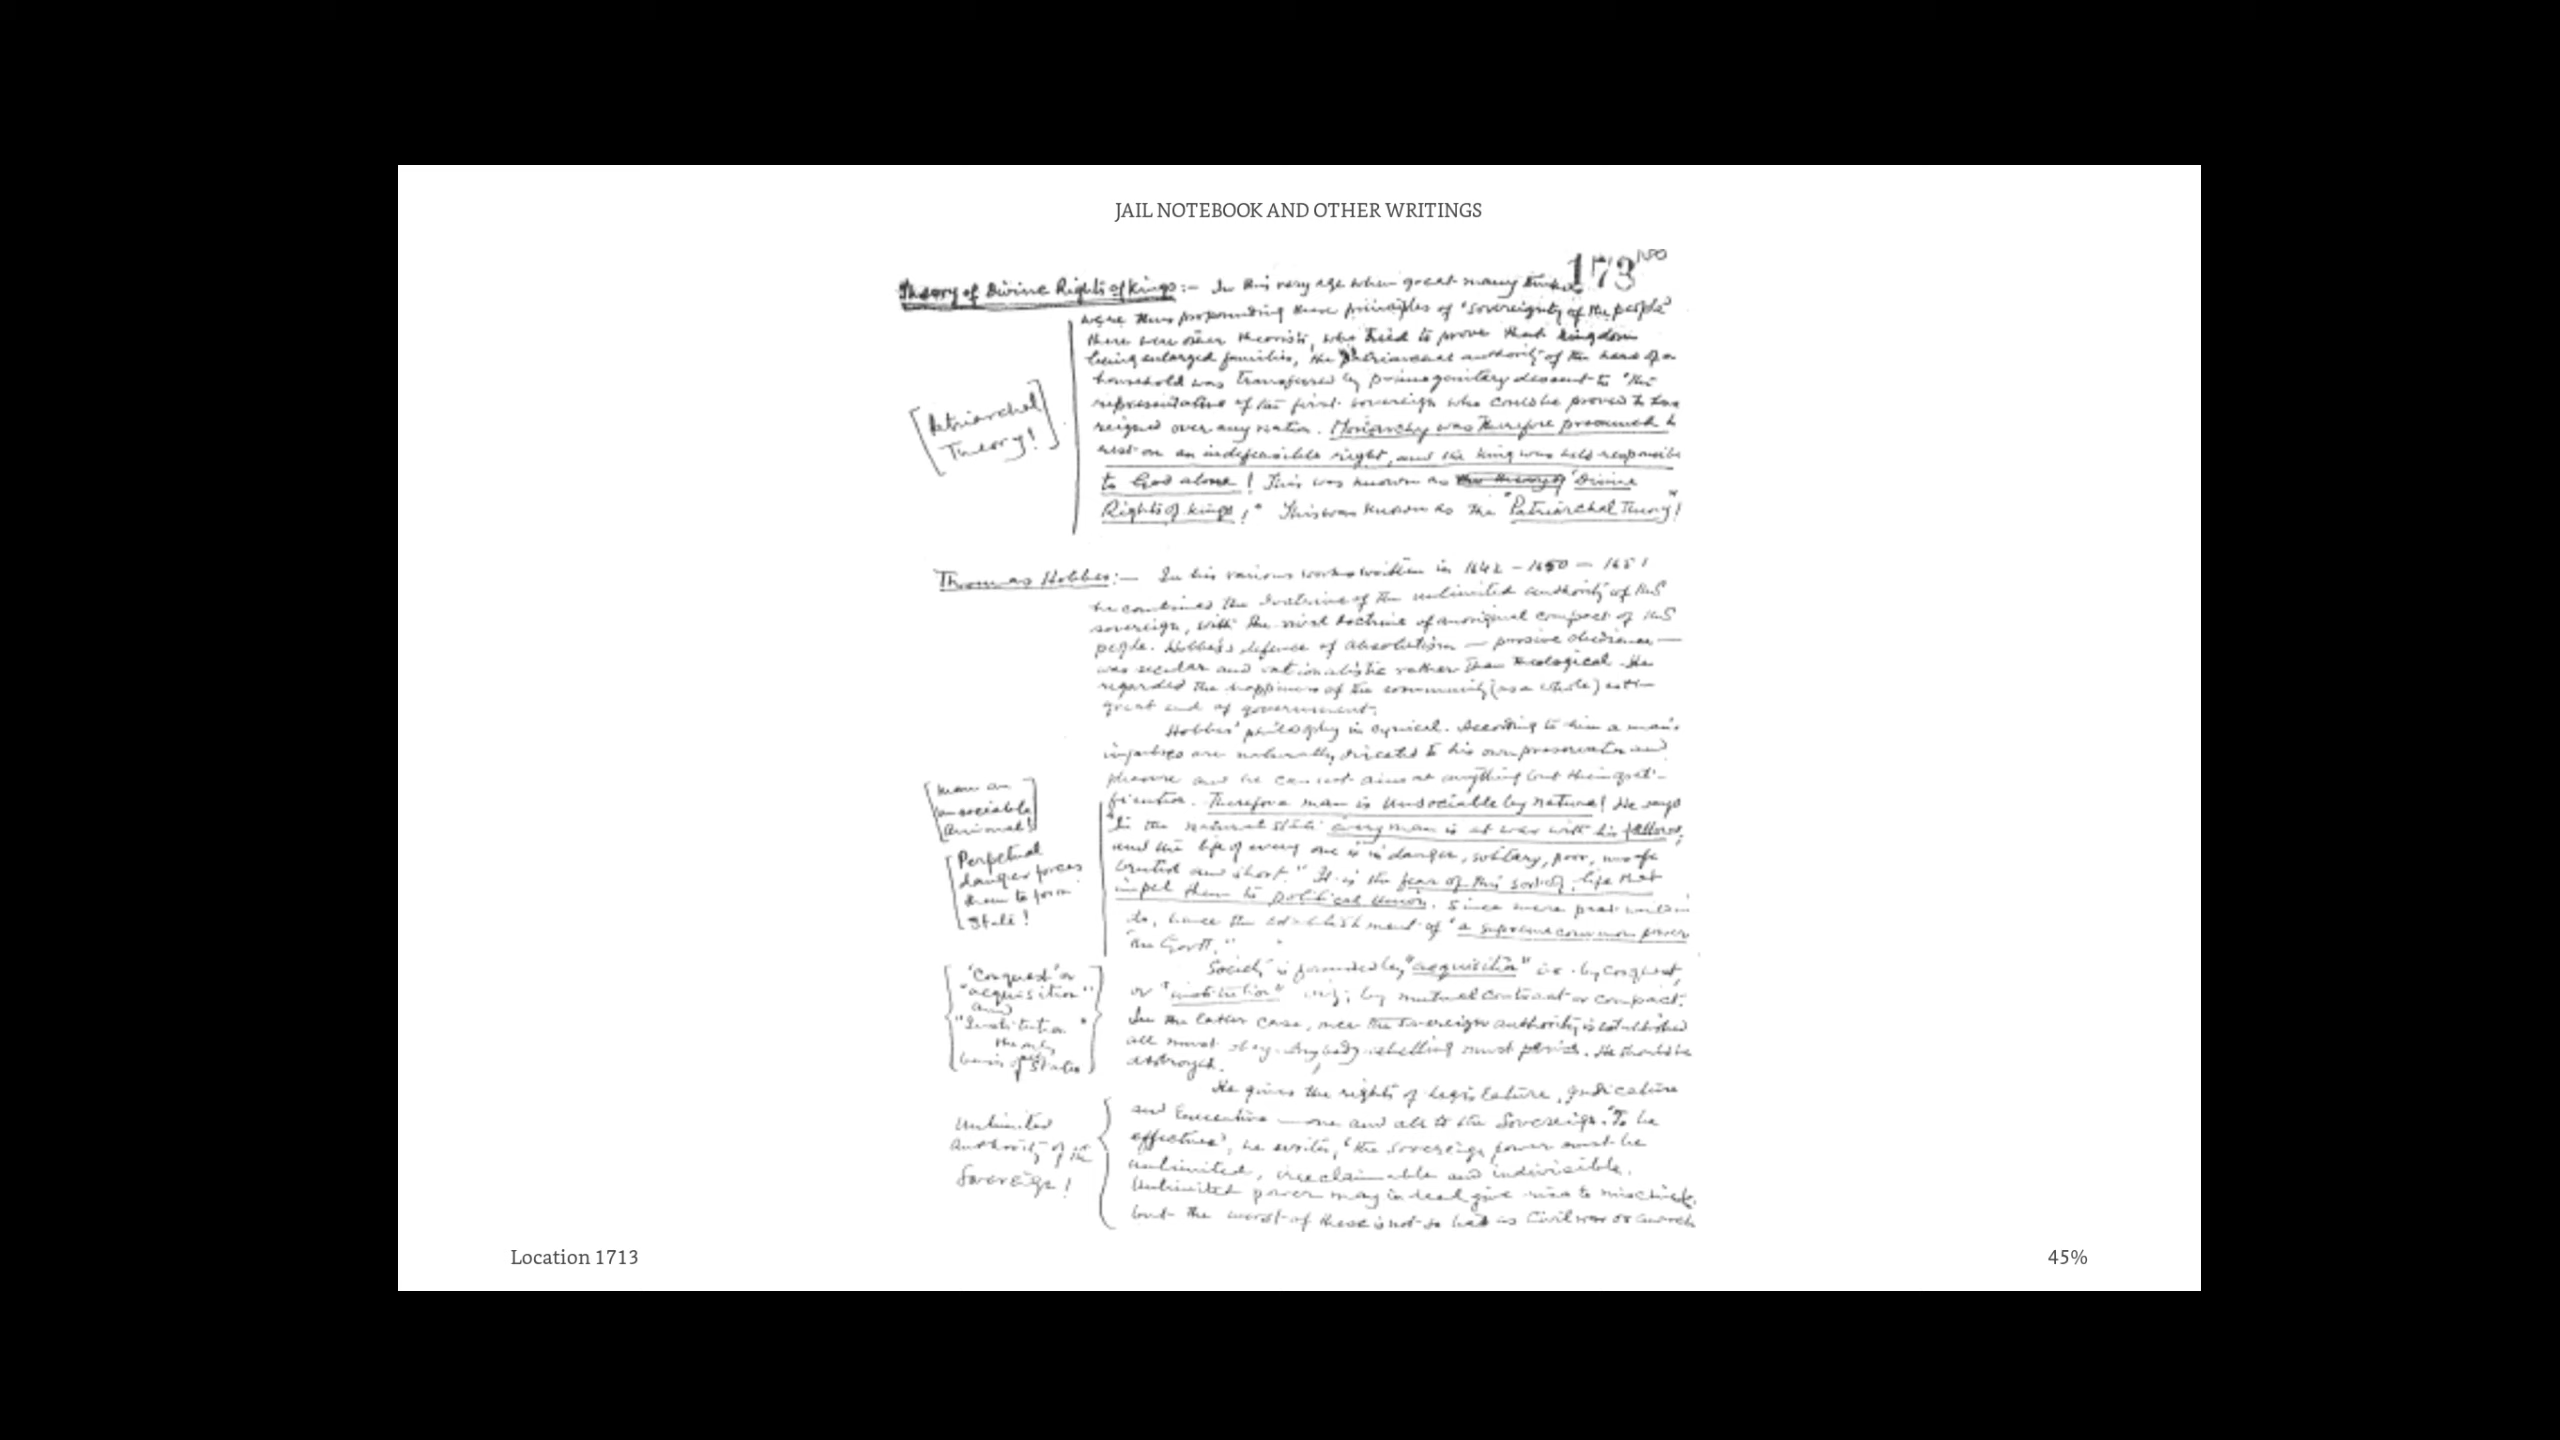 JAIL NOTEBOOK AND OTHER WRITINGS
173
Theory of Divine Rights of Kings:- In this very age when great many
were thus propounding these principles of "sovereignty of the people"
there were other theorists, who tried to prove that kingdom
being enlarged families, the Patriarchal authority of the head of a
household was transferred by primogenitary descent to the
representative of the first sovereign who could be proved to have
reigned over any nation. Monarchy was therefore presumed to
rest on an indefeasible right, and the king was held responsible
to God alone! This was known as the theory of "Divine
Rights of Kings!" This was known as the "Patriarchal Theory"!
[Patriarchal
Theory!]
Thomas Hobbes:- In his various works written in 1642 - 1650 - 1651
he combined the doctrine of the unlimited authority of the
sovereign, with the rival doctrine of an original compact of the
people. Hobbes's defence of absolutism - passive obedience -
was secular and rationalistic rather than theological. He
regarded the happiness of the community (as a whole) as the
great end of government.
Hobbes' philosophy is cynical. According to him a man's
impulses are naturally directed to his own preservation and
pleasure and he cannot aim at anything but their grati-
fication. Therefore man is unsociable by nature! He says
"In the natural state every man is at war with his fellows;
and the life of every one is in danger, solitary, poor,
brutish and short." It is the fear of this sort of life that
impel them to political union. Since mere pact
do, hence the establishment of "a supreme common power
the Govt."
[Man an
unsociable
animal!]
[Perpetual
danger forces
them to form
State!
Society is founded by "acquisition" i.e. by conquest,
or "institution" viz; by mutual contract or compact.
In the latter case, once the sovereign authority is established
all must obey. Anybody rebelling must perish. He should be
destroyed.
{'Conquest' or
"acquisition"
and
"Institution"
the only
basis of all States}
He gives the rights of legislature, Judicature
and Executive - one and all to the Sovereign. "To be
effective", he writes, "the Sovereign power must be
unlimited, irreclaimable and indivisible.
Unlimited power may indeed give rise to mischief,
but the worst of these is not so bad as Civil war or anarchy
Unlimited
authority of the
Sovereign!
Location 1713
45%